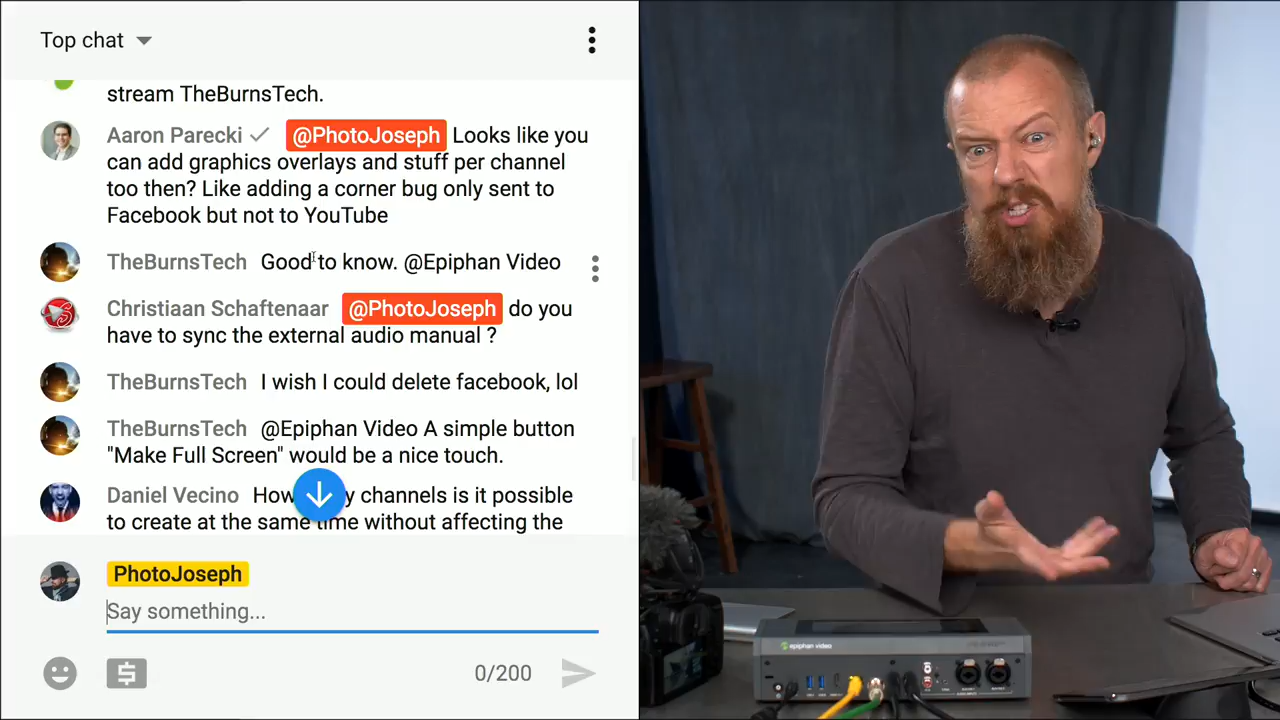 Top chat
stream TheBurnsTech.
Aaron Parecki @PhotoJoseph Looks like you
can add graphics overlays and stuff per channel
too then? Like adding a corner bug only sent to
Facebook but not to YouTube
TheBurnsTech Good to know. @Epiphan Video
Christiaan Schaftenaar @PhotoJoseph do you
have to sync the external audio manual ?
TheBurnsTech I wish I could delete facebook, lol
TheBurnsTech @Epiphan Video A simple button
"Make Full Screen" would be a nice touch.
Daniel Vecino How y channels is it possible
to create at the same time without affecting the
PhotoJoseph
Say something...
0/200
epiphan video